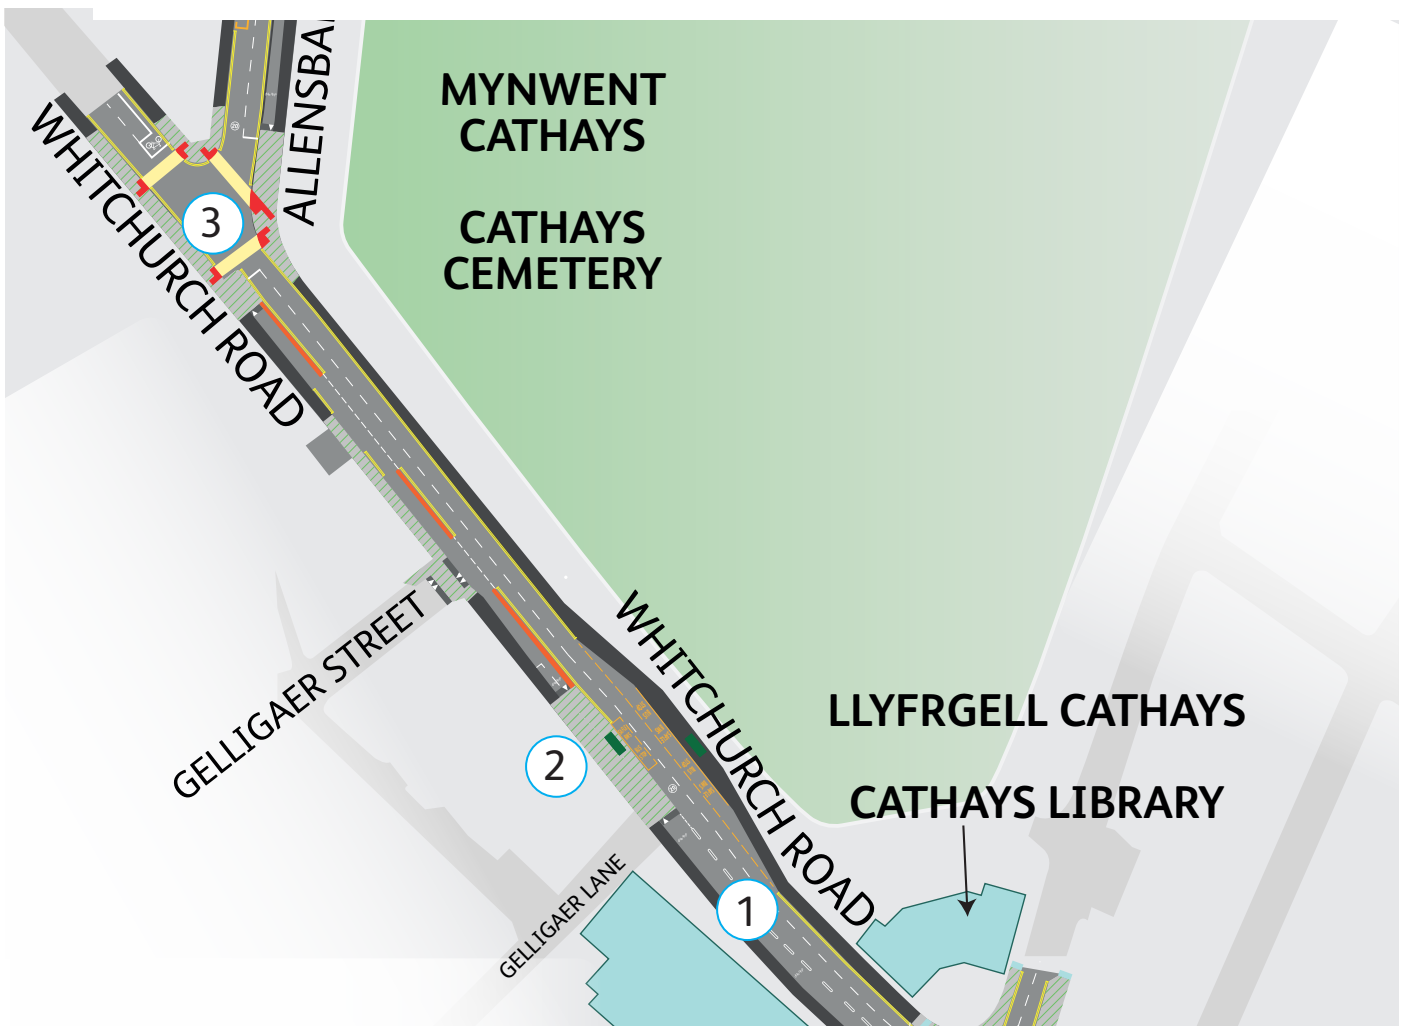 ALLENSBA
MYNWENT
CATHAYS
CATHAYS
CEMETERY
WHITCHURCH ROAD
3
GELLIGAER STREET
WHITCHURCH ROAD
2
LLYFRGELL CATHAYS
CATHAYS LIBRARY
GELLIGAER LANE
1